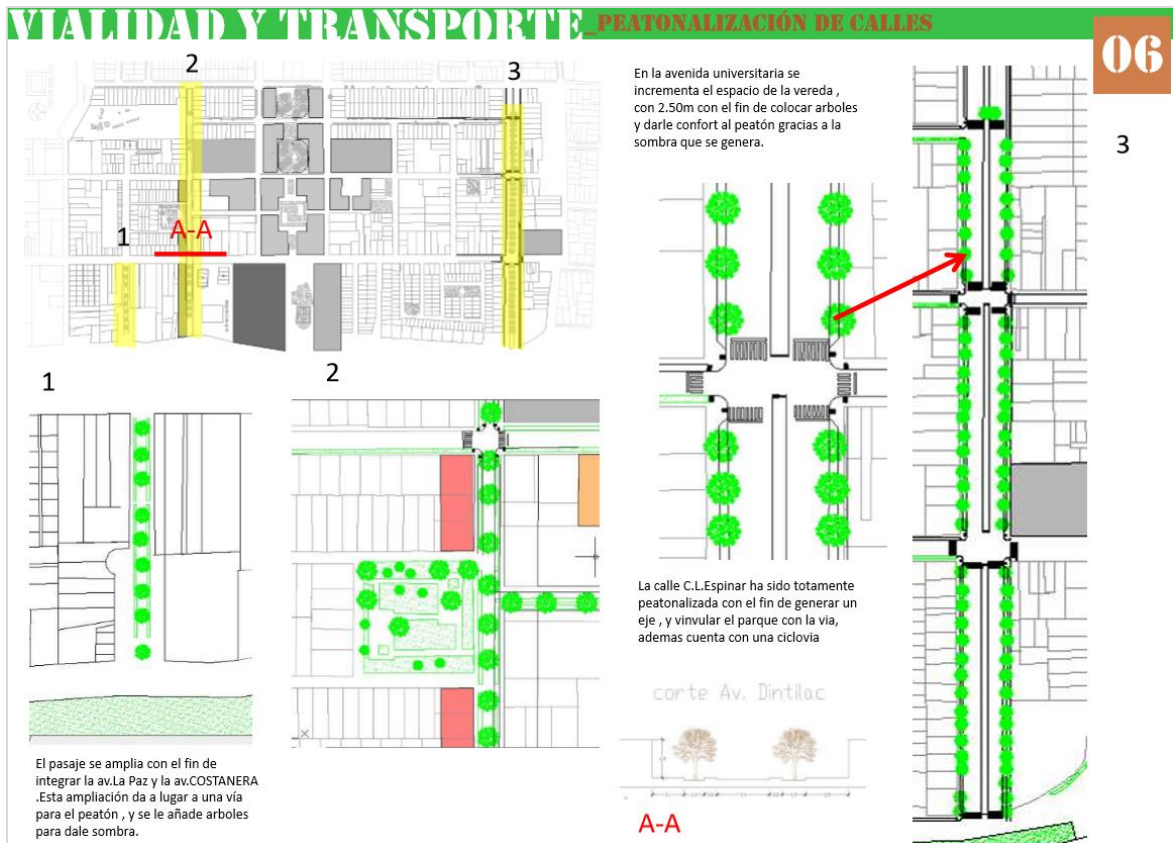 VIALIDAD Y TRANSPORTE_PEATONALIZACIÓN DE CALLES
06
2
3
1
A-A
En la avenida universitaria se
incrementa el espacio de la vereda ,
con 2.50m con el fin de colocar arboles
y darle confort al peatón gracias a la
sombra que se genera.
3
1
2
La calle C.L.Espinar ha sido totamente
peatonalizada con el fin de generar un
eje , y vinvular el parque con la via,
ademas cuenta con una ciclovia
corte Av. Dintilac
A-A
El pasaje se amplia con el fin de
integrar la av.La Paz y la av.COSTANERA
.Esta ampliación da a lugar a una vía
para el peatón , y se le añade arboles
para dale sombra.